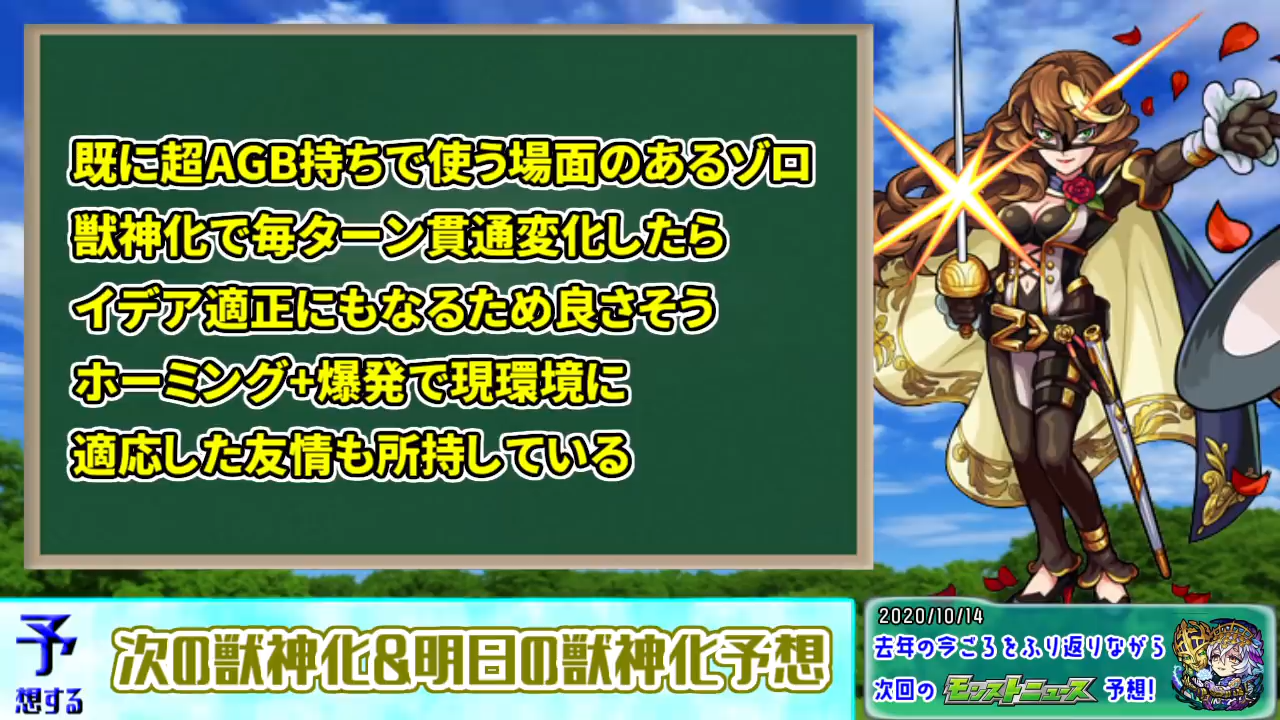 既に超AGB持ちで使う場面のあるゾロ
獣神化で毎ターン貫通変化したら
イデア適正にもなるため良さそう
ホーミング+爆発で現環境に
適応した友情も所持している
予
想する
次の獣神化&明日の獣神化予想
2020/10/14
去年の今ごろをふり返りながら
次回のモンストニュース予想!